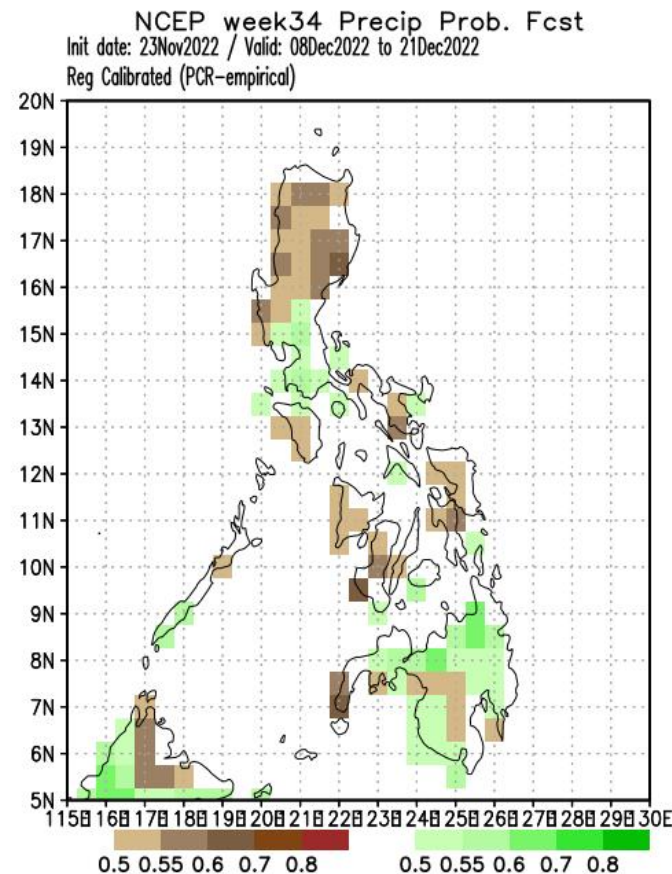 NCEP week34 Precip Prob. Fcst
Init date: 23Nov2022 / Valid: 08Dec2022 to 21Dec2022
Reg Calibrated (PCR-empirical)
20N
19N
18N
17N
16N
15N
14N
13N
12N
11N
10N
9N
8N
7N
6N
5N
115E 116E 117E 118E 119E 120E 121E 122E 123E 124E 125E 126E 127E 128E 129E 130E
0.5 0.55 0.6 0.7 0.8 0.5 0.55 0.6 0.7 0.8